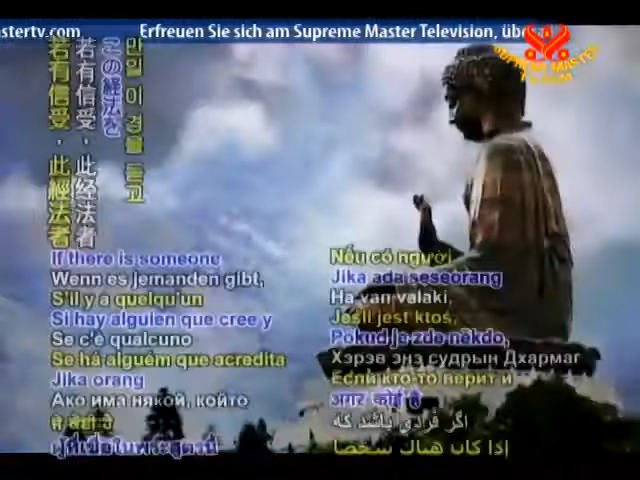 stertv.com
Erfreuen Sie sich am Supreme Master Television, übe
SUPREME MASTER
TV.COM
만일 이 경을 듣고
この経法を
若有信受，此经法者
若有信受，此經法者
If there is someone
Wenn es jemanden gibt,
S'il y a quelqu'un
Si hay alguien que cree y
Se c'è qualcuno
Se há alguém que acredita
Jika orang
Ако има някой, който
Nếu có người
Jika ada seseorang
Ha van valaki,
Jeśli jest ktoś,
Pokud je zde někdo,
Хэрэв энэ судрын Дхармаг
Если кто-то верит и
अगर कोई
اگر فردی باشد که
إذا كان هناك شخصا